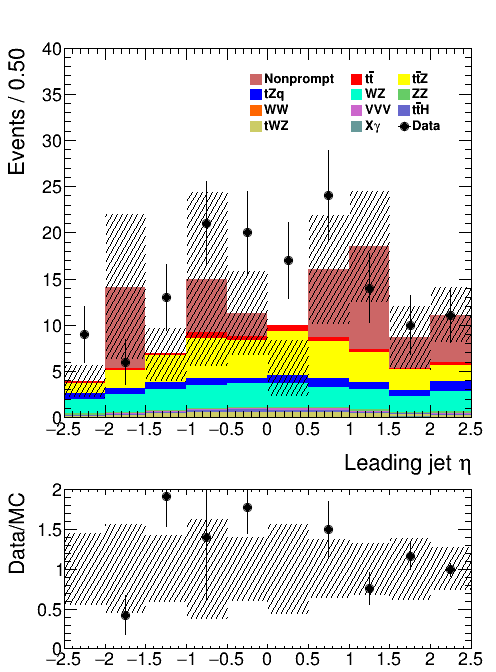 Events / 0.50
40
35
30
25
20
15
10
5
0
Nonprompt tt̄ tt̄Z
tZq WZ ZZ
WW VVV tt̄H
tWZ Xγ Data
−2.5 −2 −1.5 −1 −0.5 0 0.5 1 1.5 2 2.5
Leading jet η
Data/MC
2
1.5
1
0.5
0
−2.5 −2 −1.5 −1 −0.5 0 0.5 1 1.5 2 2.5